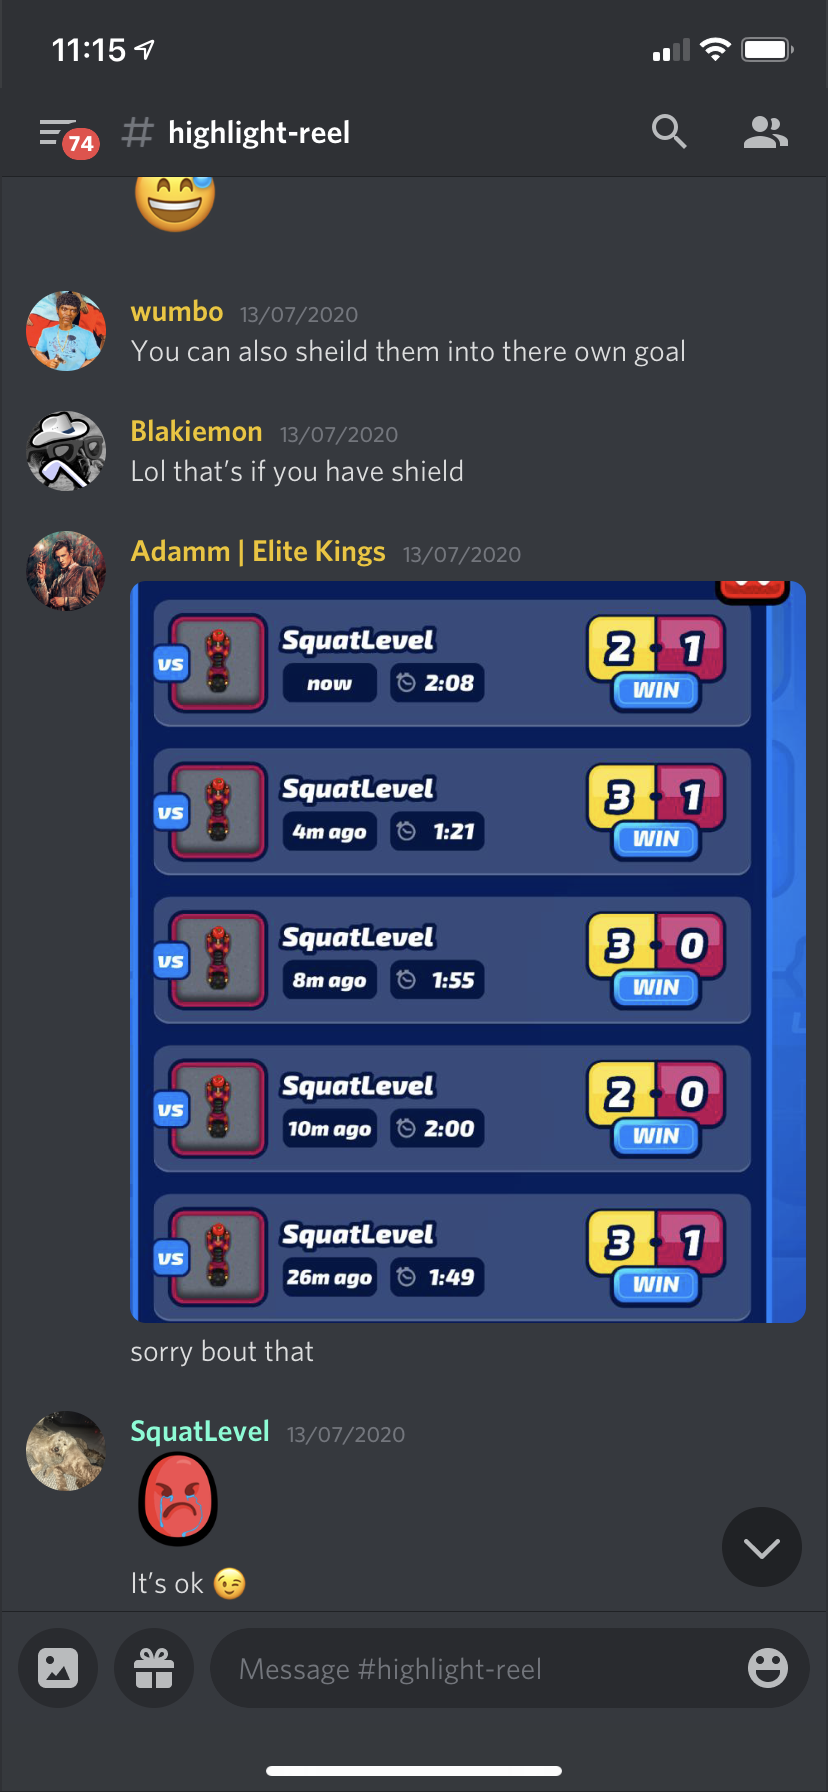 11:15
74
# highlight-reel
wumbo 13/07/2020
You can also sheild them into there own goal
Blakiemon 13/07/2020
Lol that's if you have shield
Adamm | Elite Kings 13/07/2020
VS SquatLevel 2 - 1
now 2:08 WIN
VS SquatLevel 3 - 1
4m ago 1:21 WIN
VS SquatLevel 3 - 0
8m ago 1:55 WIN
VS SquatLevel 2 - 0
10m ago 2:00 WIN
VS SquatLevel 3 - 1
26m ago 1:49 WIN
sorry bout that
SquatLevel 13/07/2020
It's ok 😉
Message #highlight-reel